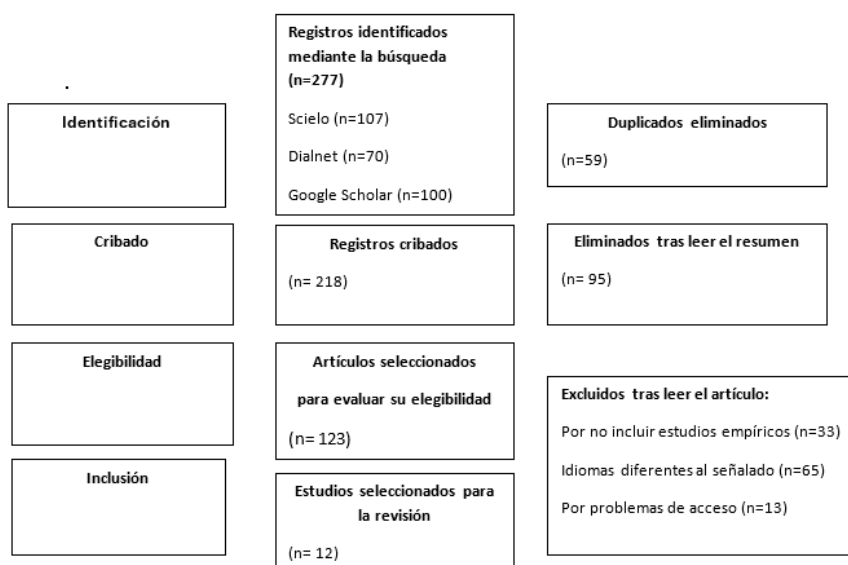 .
Identificación
Registros identificados
mediante la búsqueda
(n=277)
Scielo (n=107)
Dialnet (n=70)
Google Scholar (n=100)
Duplicados eliminados
(n=59)
Cribado
Registros cribados
(n= 218)
Eliminados tras leer el resumen
(n= 95)
Elegibilidad
Artículos seleccionados
para evaluar su elegibilidad
(n= 123)
Excluidos tras leer el artículo:
Por no incluir estudios empíricos (n=33)
Idiomas diferentes al señalado (n=65)
Por problemas de acceso (n=13)
Inclusión
Estudios seleccionados para
la revisión
(n= 12)